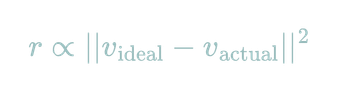 r ∝ ||v_ideal − v_actual||²